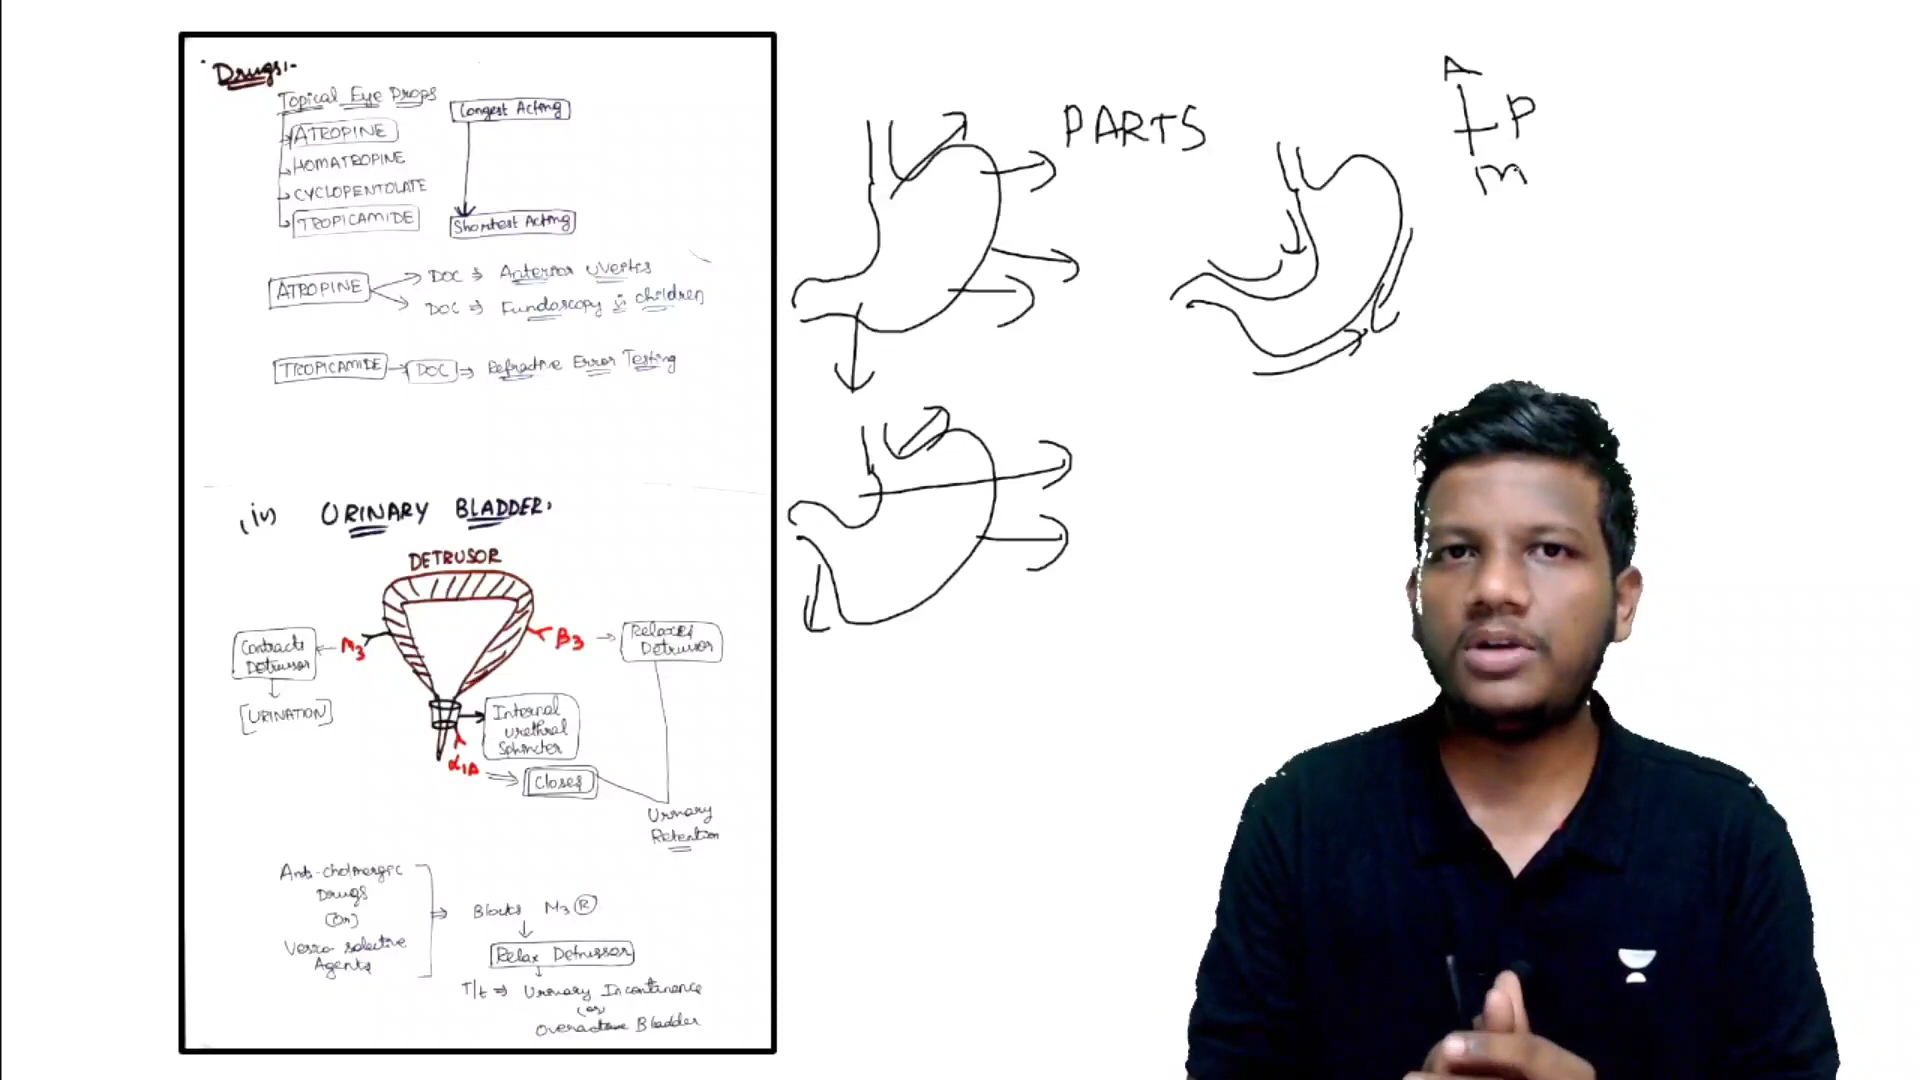 Drugs:-
Topical Eye Drops
ATROPINE
HOMATROPINE
CYCLOPENTOLATE
TROPICAMIDE
Longest Acting
Shortest Acting
ATROPINE
DOC ⇒ Anterior Uveitis
DOC ⇒ Fundoscopy in children
TROPICAMIDE → DOC ⇒ Refractive Error Testing
(iv) URINARY BLADDER.
DETRUSOR
Contracts
Detrusor
URINATION
M3
β3
Relaxes
Detrusor
Internal
urethral
Sphincter
α1A
Closes
Urinary
Retention
Anti-cholinergic
Drugs
(or)
Vesico selective
Agents
⇒ Blocks M3 R
Relax Detrussor
T/t ⇒ Urinary Incontinence
(or)
Overactive Bladder
PARTS
A
P
m